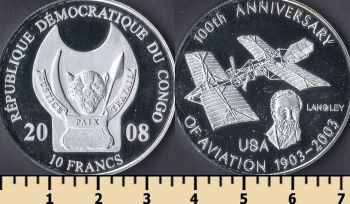 RÉPUBLIQUE DÉMOCRATIQUE DU CONGO
JUSTICE PAIX TRAVAIL
20 08
10 FRANCS
100th ANNIVERSARY
LANGLEY
USA
OF AVIATION 1903-2003
1 2 3 4 5 6 7